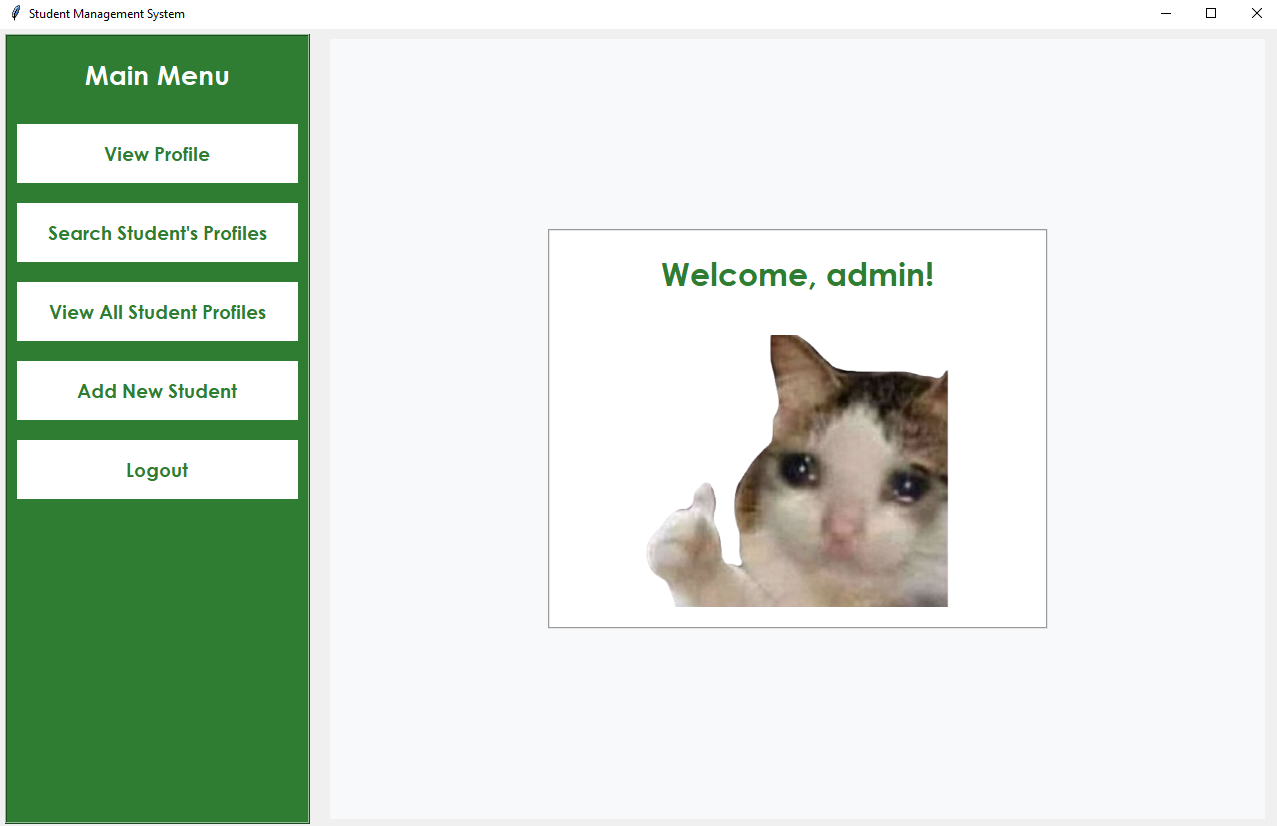 Student Management System
Main Menu
View Profile
Search Student's Profiles
View All Student Profiles
Add New Student
Logout
Welcome, admin!